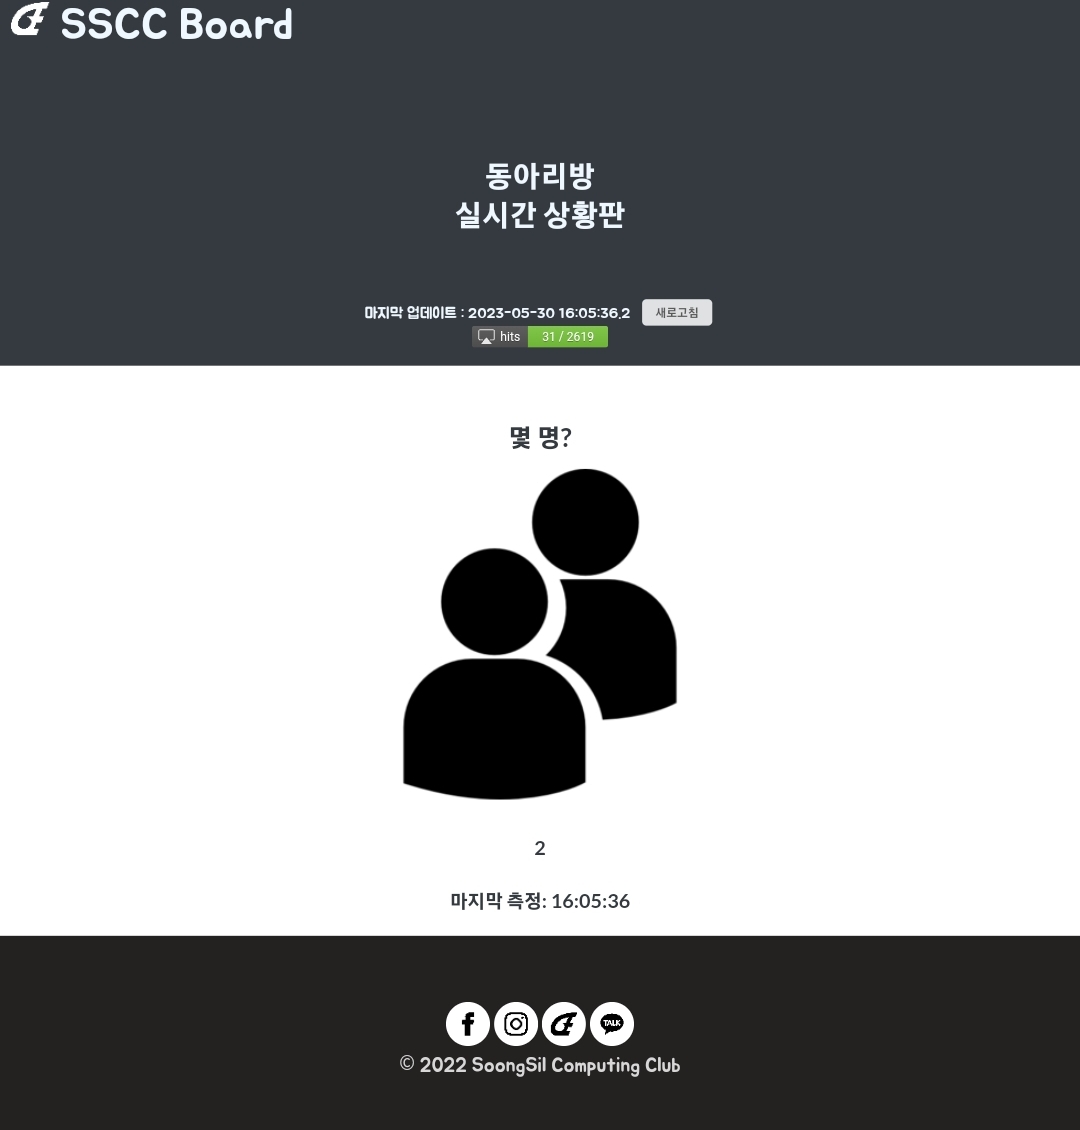 SSCC Board
동아리방
실시간 상황판
마지막 업데이트 : 2023-05-30 16:05:36.2 새로고침
hits 31 / 2619
몇 명?
2
마지막 측정: 16:05:36
TALK
© 2022 SoongSil Computing Club